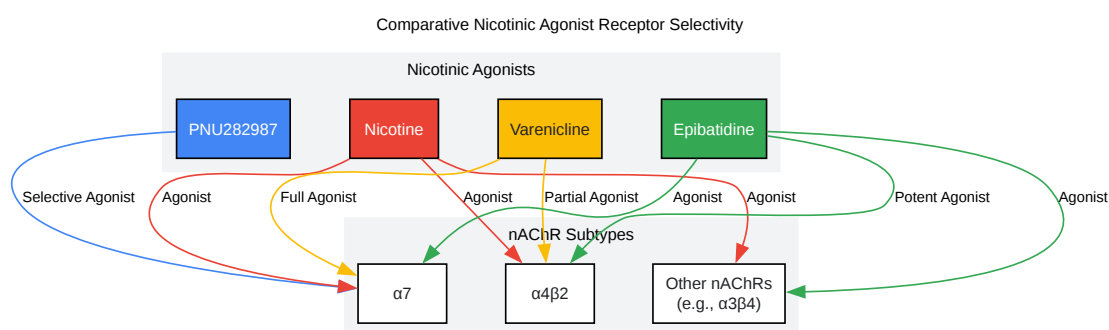 Comparative Nicotinic Agonist Receptor Selectivity
Nicotinic Agonists
PNU282987
Nicotine
Varenicline
Epibatidine
Selective Agonist
Agonist
Full Agonist
Agonist
Partial Agonist
Agonist
Agonist
Potent Agonist
Agonist
nAChR Subtypes
α7
α4β2
Other nAChRs
(e.g., α3β4)